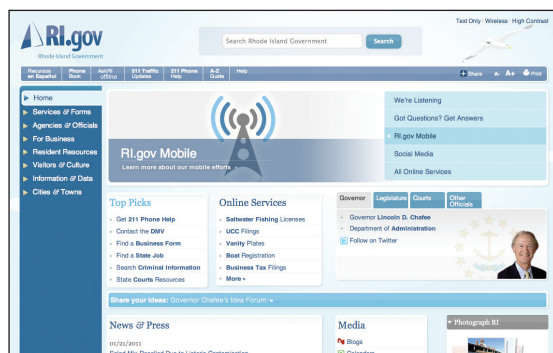 Text Only : Wireless : High Contrast
RI.gov
Rhode Island Government
Search Rhode Island Government
Search
Recursos en Español
Phone Book
AskRI offline
511 Traffic Updates
211 Phone Help
A-Z Guide
Help
Share
A-
A+
Print
Home
Services & Forms
Agencies & Officials
For Business
Resident Resources
Visitors & Culture
Information & Data
Cities & Towns
RI.gov Mobile
Learn more about our mobile efforts
We're Listening
Got Questions? Get Answers
RI.gov Mobile
Social Media
All Online Services
Top Picks
Get 211 Phone Help
Contact the DMV
Find a Business Form
Find a State Job
Search Criminal Information
State Courts Resources
Online Services
Saltwater Fishing Licenses
UCC Filings
Vanity Plates
Boat Registration
Business Tax Filings
More »
Governor
Legislature
Courts
Other Officials
Governor Lincoln D. Chafee
Department of Administration
Follow on Twitter
Share your Ideas: Governor Chafee's Idea Forum: »
News & Press
01/21/2011
Media
Blogs
Calendars
Photograph RI